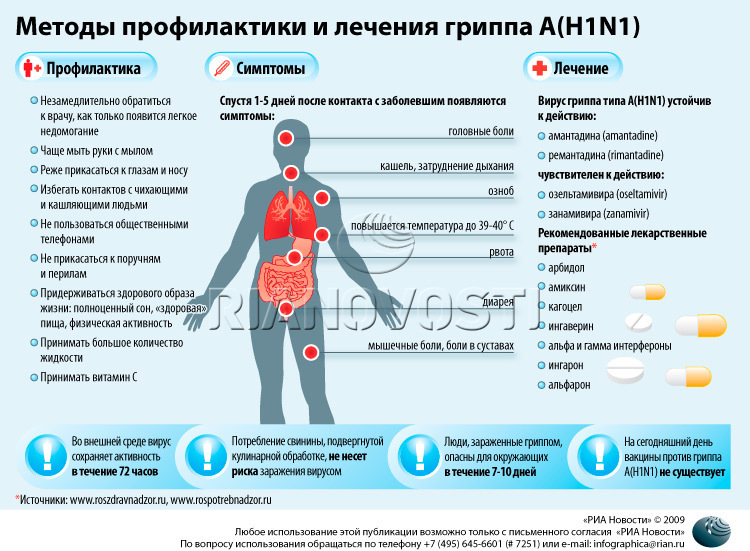 Методы профилактики и лечения гриппа A(H1N1)
Профилактика
Незамедлительно обратиться
к врачу, как только появится легкое
недомогание
Чаще мыть руки с мылом
Реже прикасаться к глазам и носу
Избегать контактов с чихающими
и кашляющими людьми
Не пользоваться общественными
телефонами
Не прикасаться к поручням
и перилам
Придерживаться здорового образа
жизни: полноценный сон, «здоровая»
пища, физическая активность
Принимать большое количество
жидкости
Принимать витамин С
Симптомы
Спустя 1-5 дней после контакта с заболевшим появляются
симптомы:
головные боли
кашель, затруднение дыхания
озноб
повышается температура до 39-40° С
рвота
диарея
мышечные боли, боли в суставах
RIANOVOSTI
Лечение
Вирус гриппа типа A(H1N1) устойчив
к действию:
амантадина (amantadine)
ремантадина (rimantadine)
чувствителен к действию:
озельтамивира (oseltamivir)
занамивира (zanamivir)
Рекомендованные лекарственные
препараты*
арбидол
амиксин
кагоцел
ингаверин
альфа и гамма интерфероны
ингарон
альфарон
Во внешней среде вирус
сохраняет активность
в течение 72 часов
Потребление свинины, подвергнутой
кулинарной обработке, не несет
риска заражения вирусом
Люди, зараженные гриппом,
опасны для окружающих
в течение 7-10 дней
На сегодняшний день
вакцины против гриппа
A(H1N1) не существует
*Источники: www.roszdravnadzor.ru, www.rospotrebnadzor.ru
«РИА Новости» © 2009
Любое использование этой публикации возможно только с письменного согласия «РИА Новости»
По вопросу использования обращаться по телефону +7 (495) 645-6601 (# 7251) или e-mail: infographica@rian.ru